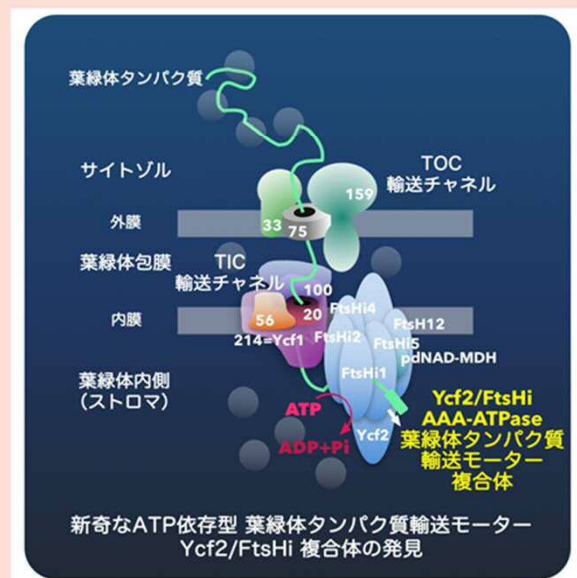 葉緑体タンパク質
サイトゾル
TOC
輸送チャネル
159
外膜
33
75
葉緑体包膜
TIC
輸送チャネル
100
内膜
56
20
FtsHi4
FtsH12
214=Ycf1
FtsHi2
FtsHi5
pdNAD-MDH
FtsHi1
葉緑体内側
(ストロマ)
ATP
ADP+Pi
Ycf2
Ycf2/FtsHi
AAA-ATPase
葉緑体タンパク質
輸送モーター
複合体
新奇なATP依存型 葉緑体タンパク質輸送モーター
Ycf2/FtsHi 複合体の発見